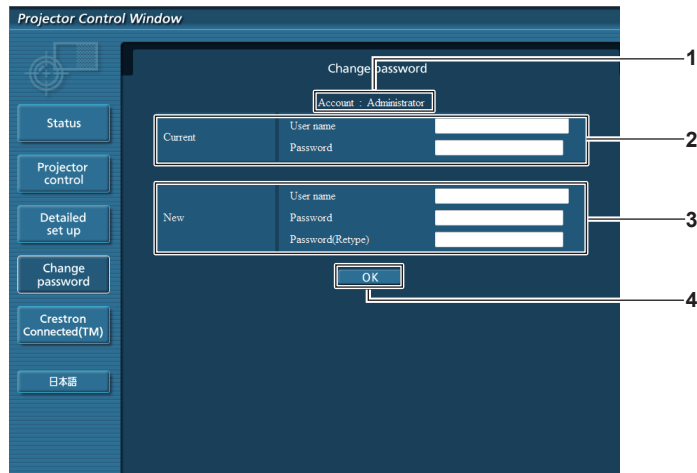 Projector Control Window
Change password
1
Account : Administrator
Status
Current
User name
Password
2
Projector
control
New
User name
Password
Password(Retype)
3
Detailed
set up
Change
password
OK
4
Crestron
Connected(TM)
日本語